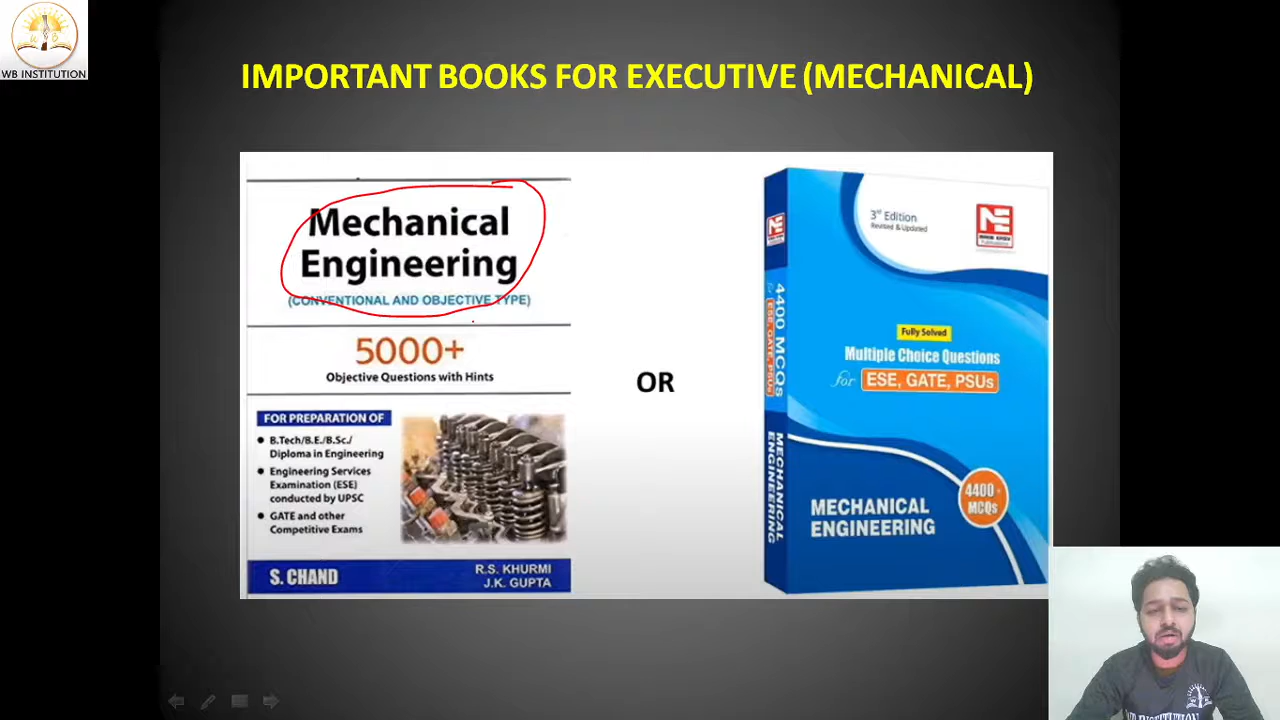 WB INSTITUTION
IMPORTANT BOOKS FOR EXECUTIVE (MECHANICAL)
Mechanical
Engineering
(CONVENTIONAL AND OBJECTIVE TYPE)
5000+
Objective Questions with Hints
FOR PREPARATION OF
B.Tech/B.E./B.Sc./
Diploma in Engineering
Engineering Services
Examination (ESE)
conducted by UPSC
GATE and other
Competitive Exams
S. CHAND
R.S. KHURMI
J.K. GUPTA
OR
4400 MCQs
for ESE, GATE, PSUs
MECHANICAL
ENGINEERING
3rd Edition
Revised & Updated
Fully Solved
Multiple Choice Questions
for ESE, GATE, PSUs
4400+
MCQs
MECHANICAL
ENGINEERING
WB INSTITUTION